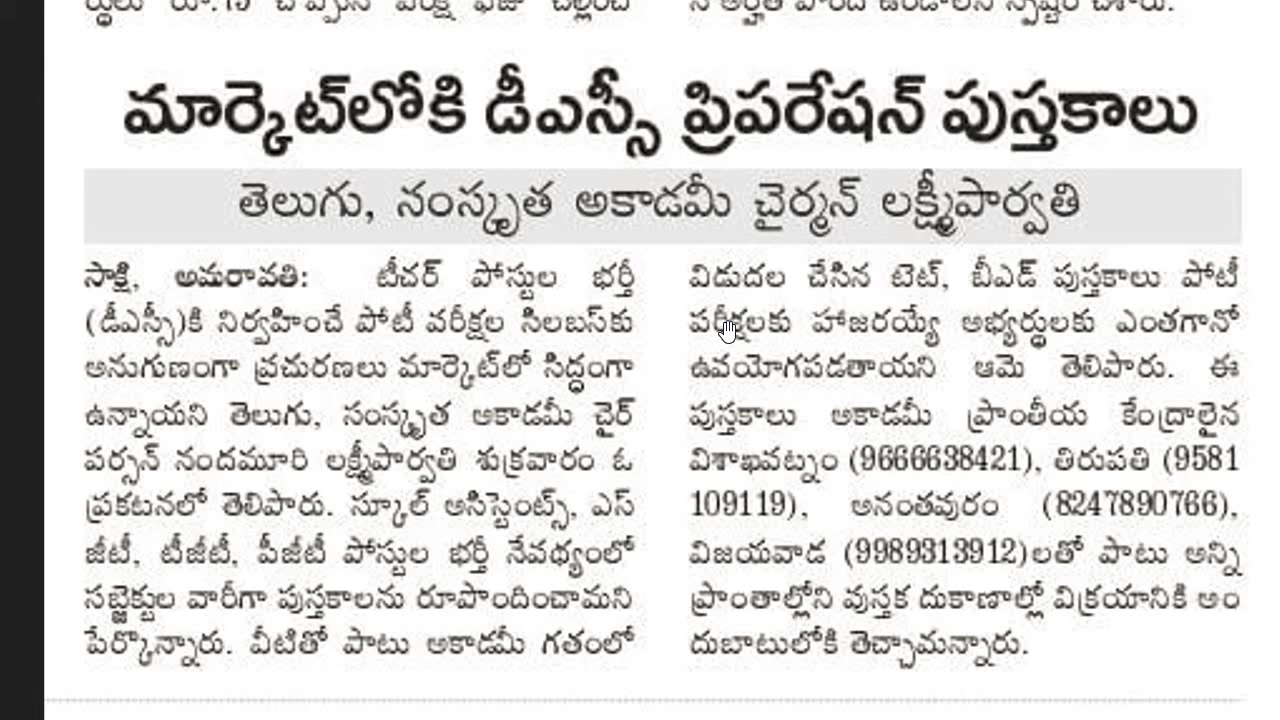 మార్కెట్‌లోకి డీఎస్సీ ప్రిపరేషన్ పుస్తకాలు
తెలుగు, సంస్కృత అకాడమీ చైర్మన్ లక్ష్మీపార్వతి
సాక్షి, అమరావతి: టీచర్ పోస్టుల భర్తీ
(డీఎస్సీ)కి నిర్వహించే పోటీ పరీక్షల సిలబస్‌కు
అనుగుణంగా ప్రచురణలు మార్కెట్‌లో సిద్ధంగా
ఉన్నాయని తెలుగు, సంస్కృత అకాడమీ చైర్
పర్సన్ నందమూరి లక్ష్మీపార్వతి శుక్రవారం ఓ
ప్రకటనలో తెలిపారు. స్కూల్ అసిస్టెంట్స్, ఎస్
జీటీ, టీజీటీ, పీజీటీ పోస్టుల భర్తీ నేపథ్యంలో
సబ్జెక్టుల వారీగా పుస్తకాలను రూపొందించామని
పేర్కొన్నారు. వీటితో పాటు అకాడమీ గతంలో
విడుదల చేసిన టెట్, బీఎడ్ పుస్తకాలు పోటీ
పరీక్షలకు హాజరయ్యే అభ్యర్థులకు ఎంతగానో
ఉపయోగపడతాయని ఆమె తెలిపారు. ఈ
పుస్తకాలు అకాడమీ ప్రాంతీయ కేంద్రాలైన
విశాఖపట్నం (9666638421), తిరుపతి (9581
109119), అనంతపురం (8247890766),
విజయవాడ (9989313912)లతో పాటు అన్ని
ప్రాంతాల్లోని పుస్తక దుకాణాల్లో విక్రయానికి అం
దుబాటులోకి తెచ్చామన్నారు.